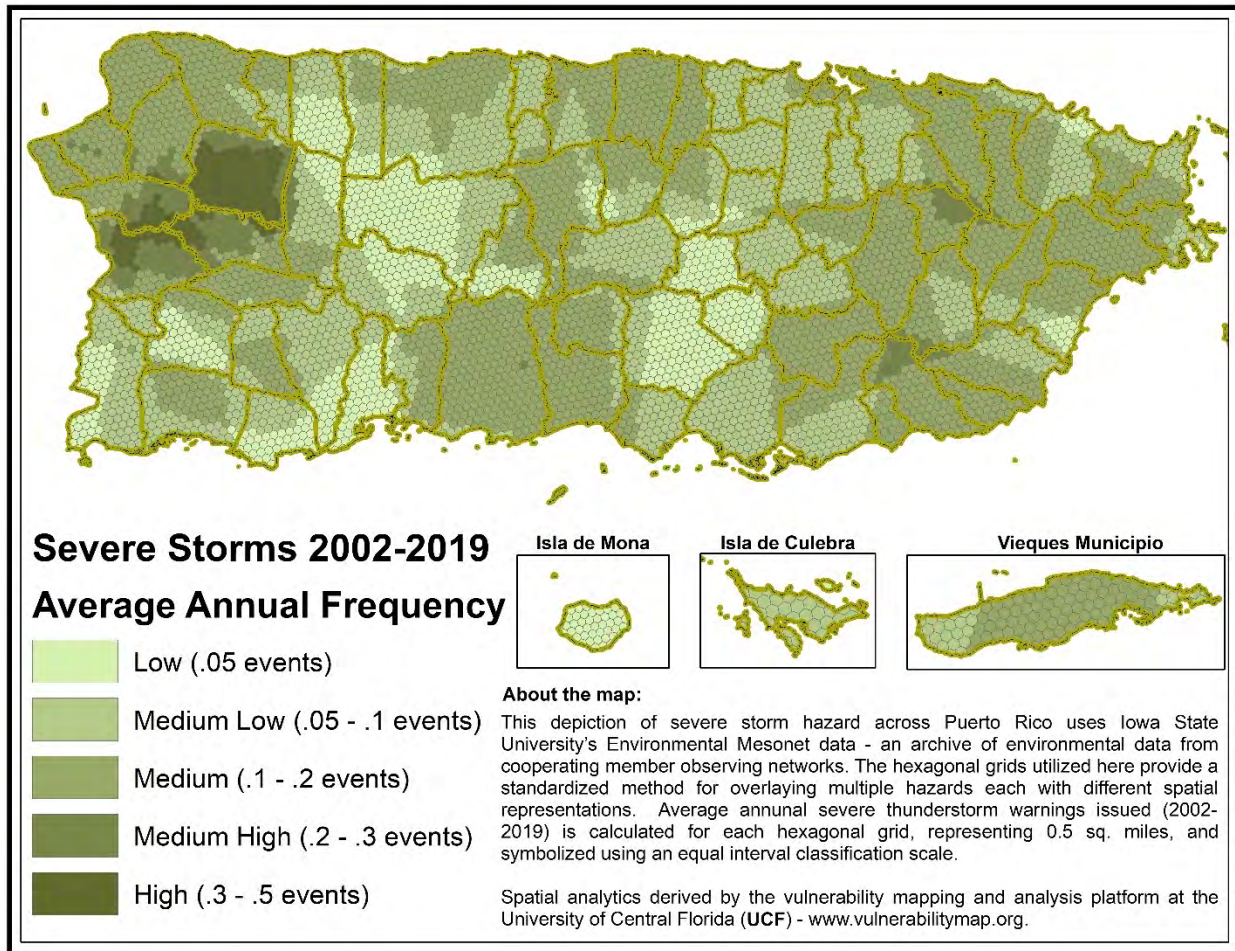 Severe Storms 2002-2019
Average Annual Frequency
Low (.05 events)
Medium Low (.05 - .1 events)
Medium (.1 - .2 events)
Medium High (.2 - .3 events)
High (.3 - .5 events)
Isla de Mona
Isla de Culebra
Vieques Municipio
About the map:
This depiction of severe storm hazard across Puerto Rico uses Iowa State
University's Environmental Mesonet data - an archive of environmental data from
cooperating member observing networks. The hexagonal grids utilized here provide a
standardized method for overlaying multiple hazards each with different spatial
representations. Average annunal severe thunderstorm warnings issued (2002-
2019) is calculated for each hexagonal grid, representing 0.5 sq. miles, and
symbolized using an equal interval classification scale.
Spatial analytics derived by the vulnerability mapping and analysis platform at the
University of Central Florida (UCF) - www.vulnerabilitymap.org.